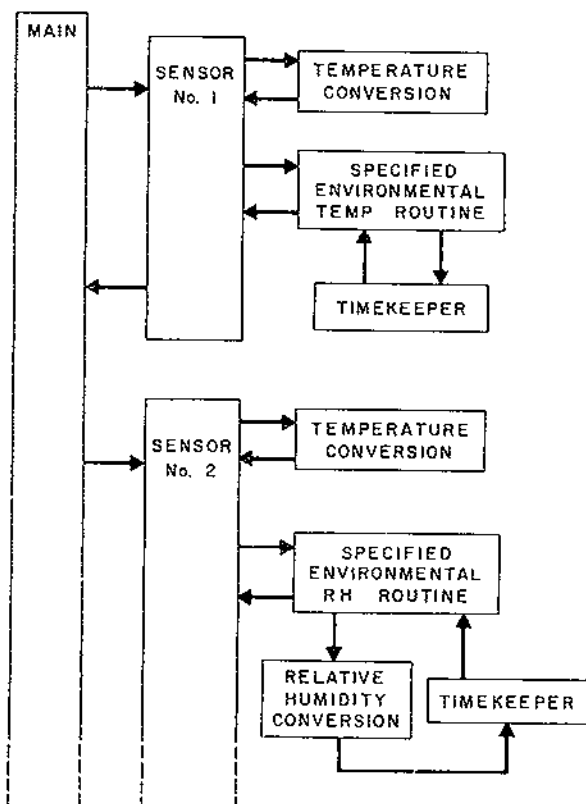 MAIN
SENSOR
No. 1
TEMPERATURE
CONVERSION
SPECIFIED
ENVIRONMENTAL
TEMP ROUTINE
TIMEKEEPER
SENSOR
No. 2
TEMPERATURE
CONVERSION
SPECIFIED
ENVIRONMENTAL
RH ROUTINE
RELATIVE
HUMIDITY
CONVERSION
TIMEKEEPER